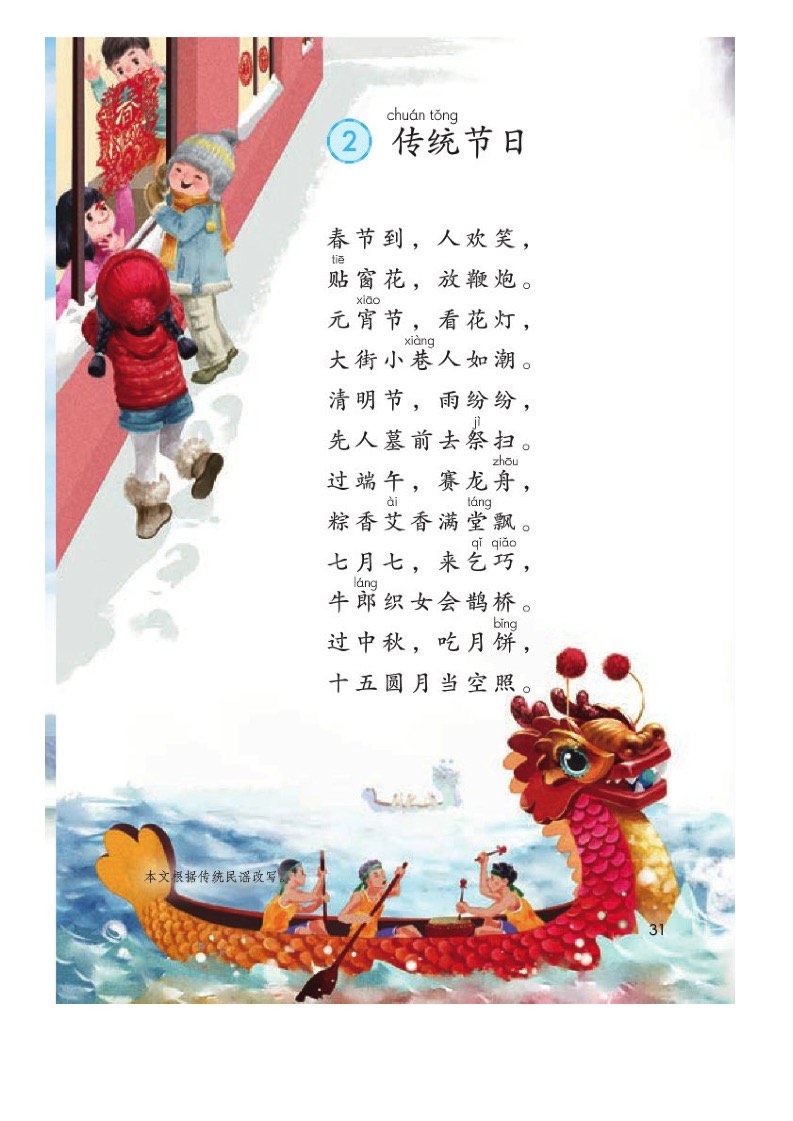 chuán tǒng
2 传统节日
春节到，人欢笑，
tiē
贴窗花，放鞭炮。
xiāo
元宵节，看花灯，
xiàng
大街小巷人如潮。
清明节，雨纷纷，
jì
先人墓前去祭扫。
zhōu
过端午，赛龙舟，
ài táng
粽香艾香满堂飘。
qǐ qiǎo
七月七，来乞巧，
láng
牛郎织女会鹊桥。
bǐng
过中秋，吃月饼，
十五圆月当空照。
本文根据传统民谣改写。
31
春